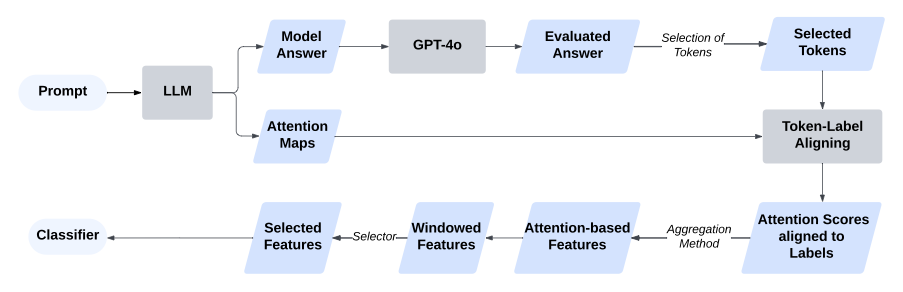 Model
Answer
GPT-4o
Evaluated
Answer
Selection of
Tokens
Selected
Tokens
Prompt
LLM
Attention
Maps
Token-Label
Aligning
Classifier
Selected
Features
Selector
Windowed
Features
Attention-based
Features
Aggregation
Method
Attention Scores
aligned to
Labels